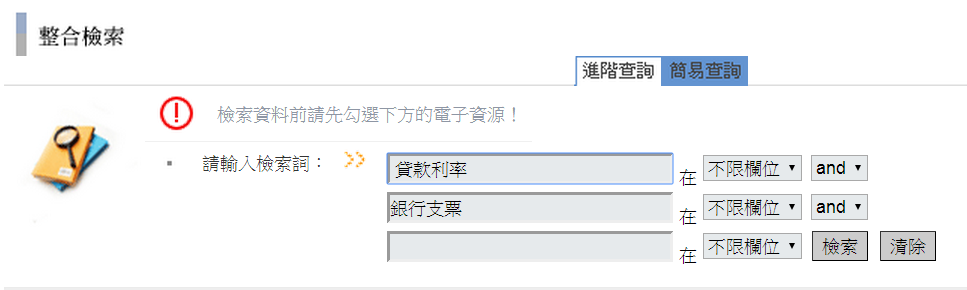 整合檢索
進階查詢 簡易查詢
檢索資料前請先勾選下方的電子資源！
請輸入檢索詞： 貸款利率 在 不限欄位 and
銀行支票 在 不限欄位 and
在 不限欄位 檢索 清除